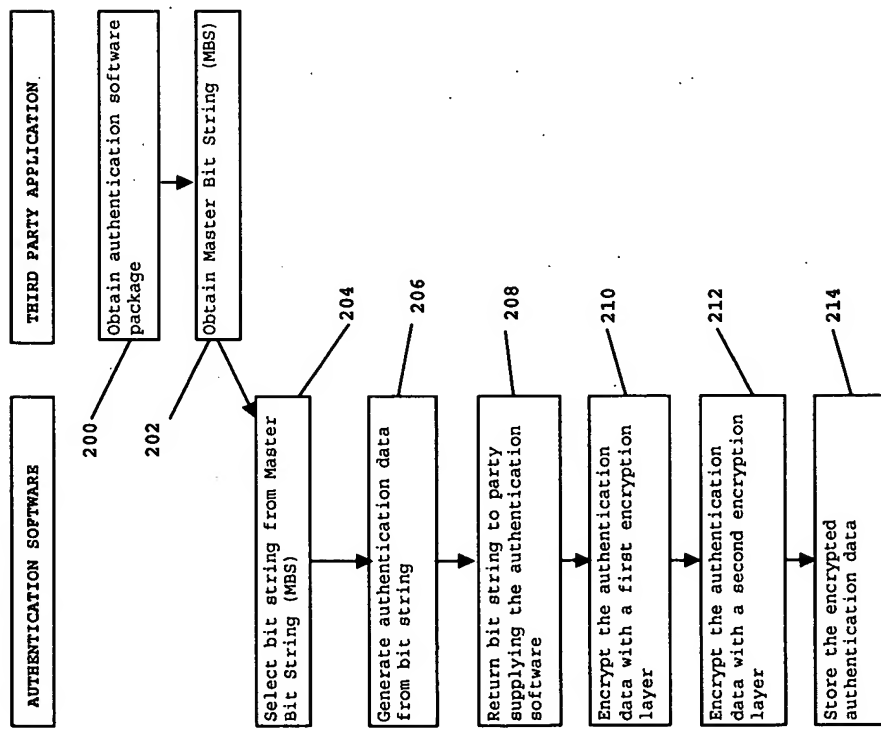 AUTHENTICATION SOFTWARE
THIRD PARTY APPLICATION
Obtain authentication software
package
200
Obtain Master Bit String (MBS)
202
Select bit string from Master
Bit String (MBS)
204
Generate authentication data
from bit string
206
Return bit string to party
supplying the authentication
software
208
Encrypt the authentication
data with a first encryption
layer
210
Encrypt the authentication
data with a second encryption
layer
212
Store the encrypted
authentication data
214